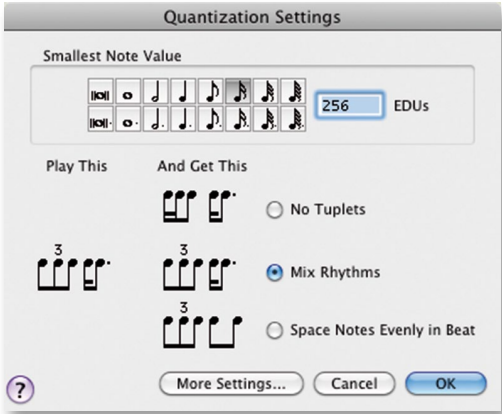 Quantization Settings
Smallest Note Value
256 EDUs
Play This And Get This
No Tuplets
3 3
Mix Rhythms
3
Space Notes Evenly in Beat
? More Settings... Cancel OK